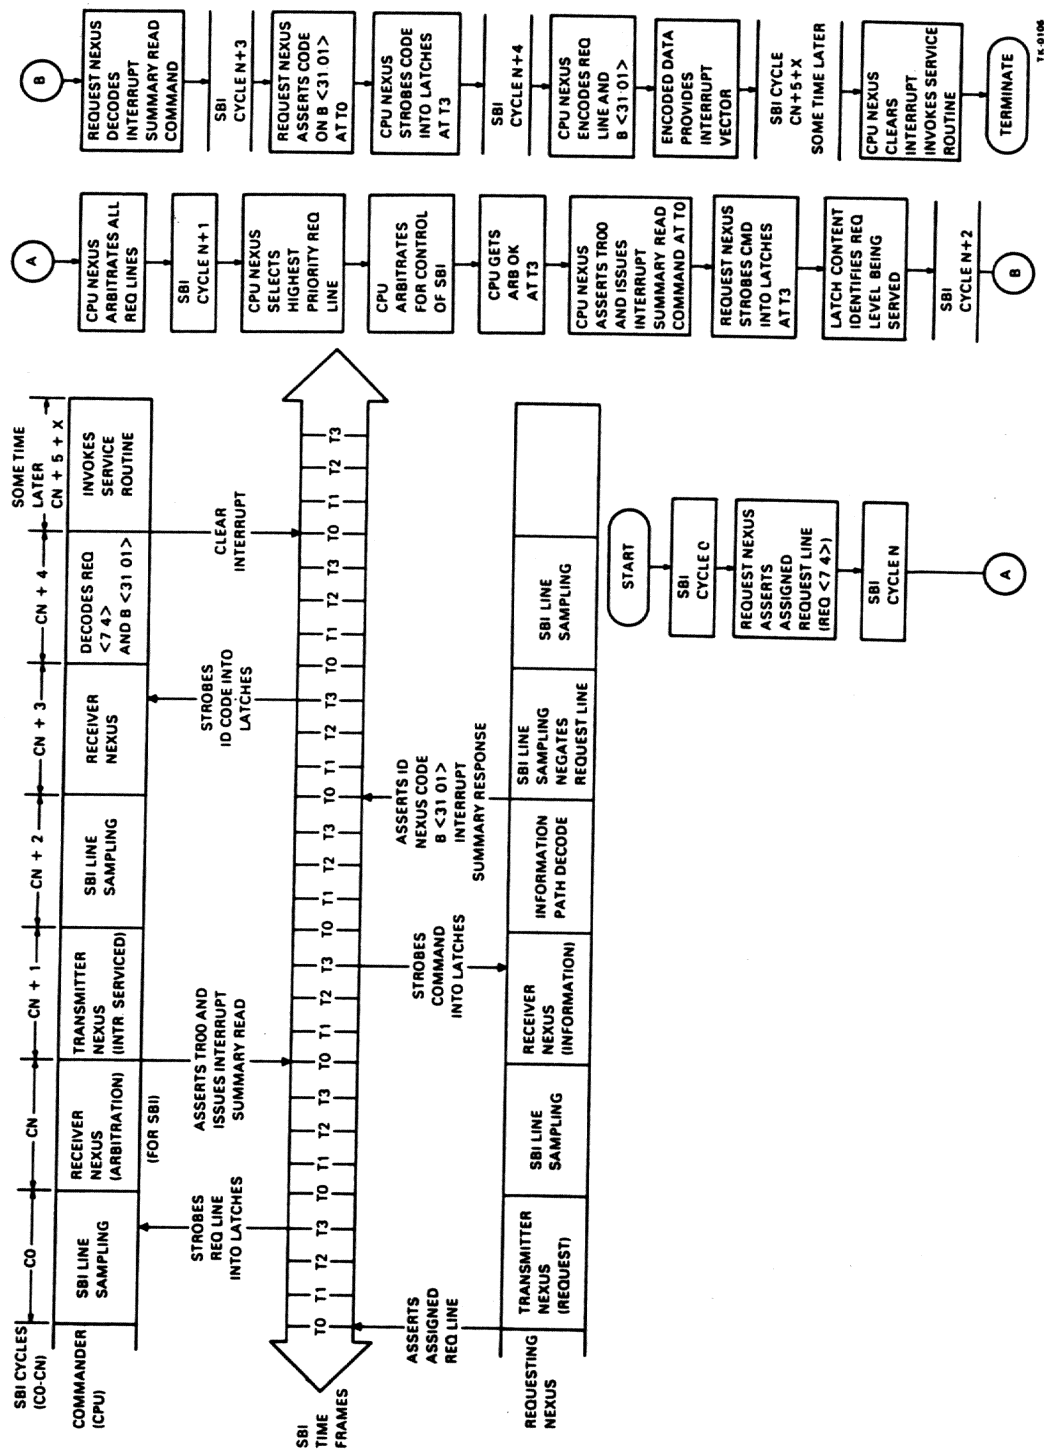 SBI CYCLES
(CO-CN)
CO
CN
CN + 1
CN + 2
CN + 3
CN + 4
SOME TIME
LATER
CN + 5 + X
COMMANDER
(CPU)
SBI LINE
SAMPLING
RECEIVER
NEXUS
(ARBITRATION)
(FOR SBI)
TRANSMITTER
NEXUS
(INTR. SERVICED)
SBI LINE
SAMPLING
RECEIVER
NEXUS
DECODES REQ
<7 4>
AND B <31 01>
INVOKES
SERVICE
ROUTINE
STROBES
REQ LINE
INTO LATCHES
ASSERTS TR00 AND
ISSUES INTERRUPT
SUMMARY READ
STROBES
ID CODE INTO
LATCHES
CLEAR
INTERRUPT
SBI
TIME
FRAMES
T0 T1 T2 T3 T0 T1 T2 T3 T0 T1 T2 T3 T0 T1 T2 T3 T0 T1 T2 T3 T0 T1 T2 T3 T0 T1 T2 T3
ASSERTS
ASSIGNED
REQ LINE
STROBES
COMMAND
INTO LATCHES
ASSERTS ID
NEXUS CODE
B <31 01>
INTERRUPT
SUMMARY RESPONSE
REQUESTING
NEXUS
TRANSMITTER
NEXUS
(REQUEST)
SBI LINE
SAMPLING
RECEIVER
NEXUS
(INFORMATION)
INFORMATION
PATH DECODE
SBI LINE
SAMPLING
NEGATES
REQUEST LINE
SBI LINE
SAMPLING
START
SBI
CYCLE O
REQUEST NEXUS
ASSERTS
ASSIGNED
REQUEST LINE
(REQ <7 4>)
SBI
CYCLE N
A
A
CPU NEXUS
ARBITRATES ALL
REQ LINES
SBI
CYCLE N+1
CPU NEXUS
SELECTS
HIGHEST
PRIORITY REQ
LINE
CPU
ARBITRATES
FOR CONTROL
OF SBI
CPU GETS
ARB OK
AT T3
CPU NEXUS
ASSERTS TR00
AND ISSUES
INTERRUPT
SUMMARY READ
COMMAND AT T0
REQUEST NEXUS
STROBES CMD
INTO LATCHES
AT T3
LATCH CONTENT
IDENTIFIES REQ
LEVEL BEING
SERVED
SBI
CYCLE N+2
B
B
REQUEST NEXUS
DECODES
INTERRUPT
SUMMARY READ
COMMAND
SBI
CYCLE N+3
REQUEST NEXUS
ASSERTS CODE
ON B <31 01>
AT T0
CPU NEXUS
STROBES CODE
INTO LATCHES
AT T3
SBI
CYCLE N+4
CPU NEXUS
ENCODES REQ
LINE AND
B <31 01>
ENCODED DATA
PROVIDES
INTERRUPT
VECTOR
SBI CYCLE
CN+5+X
SOME TIME LATER
CPU NEXUS
CLEARS
INTERRUPT
INVOKES SERVICE
ROUTINE
TERMINATE
TK-0106